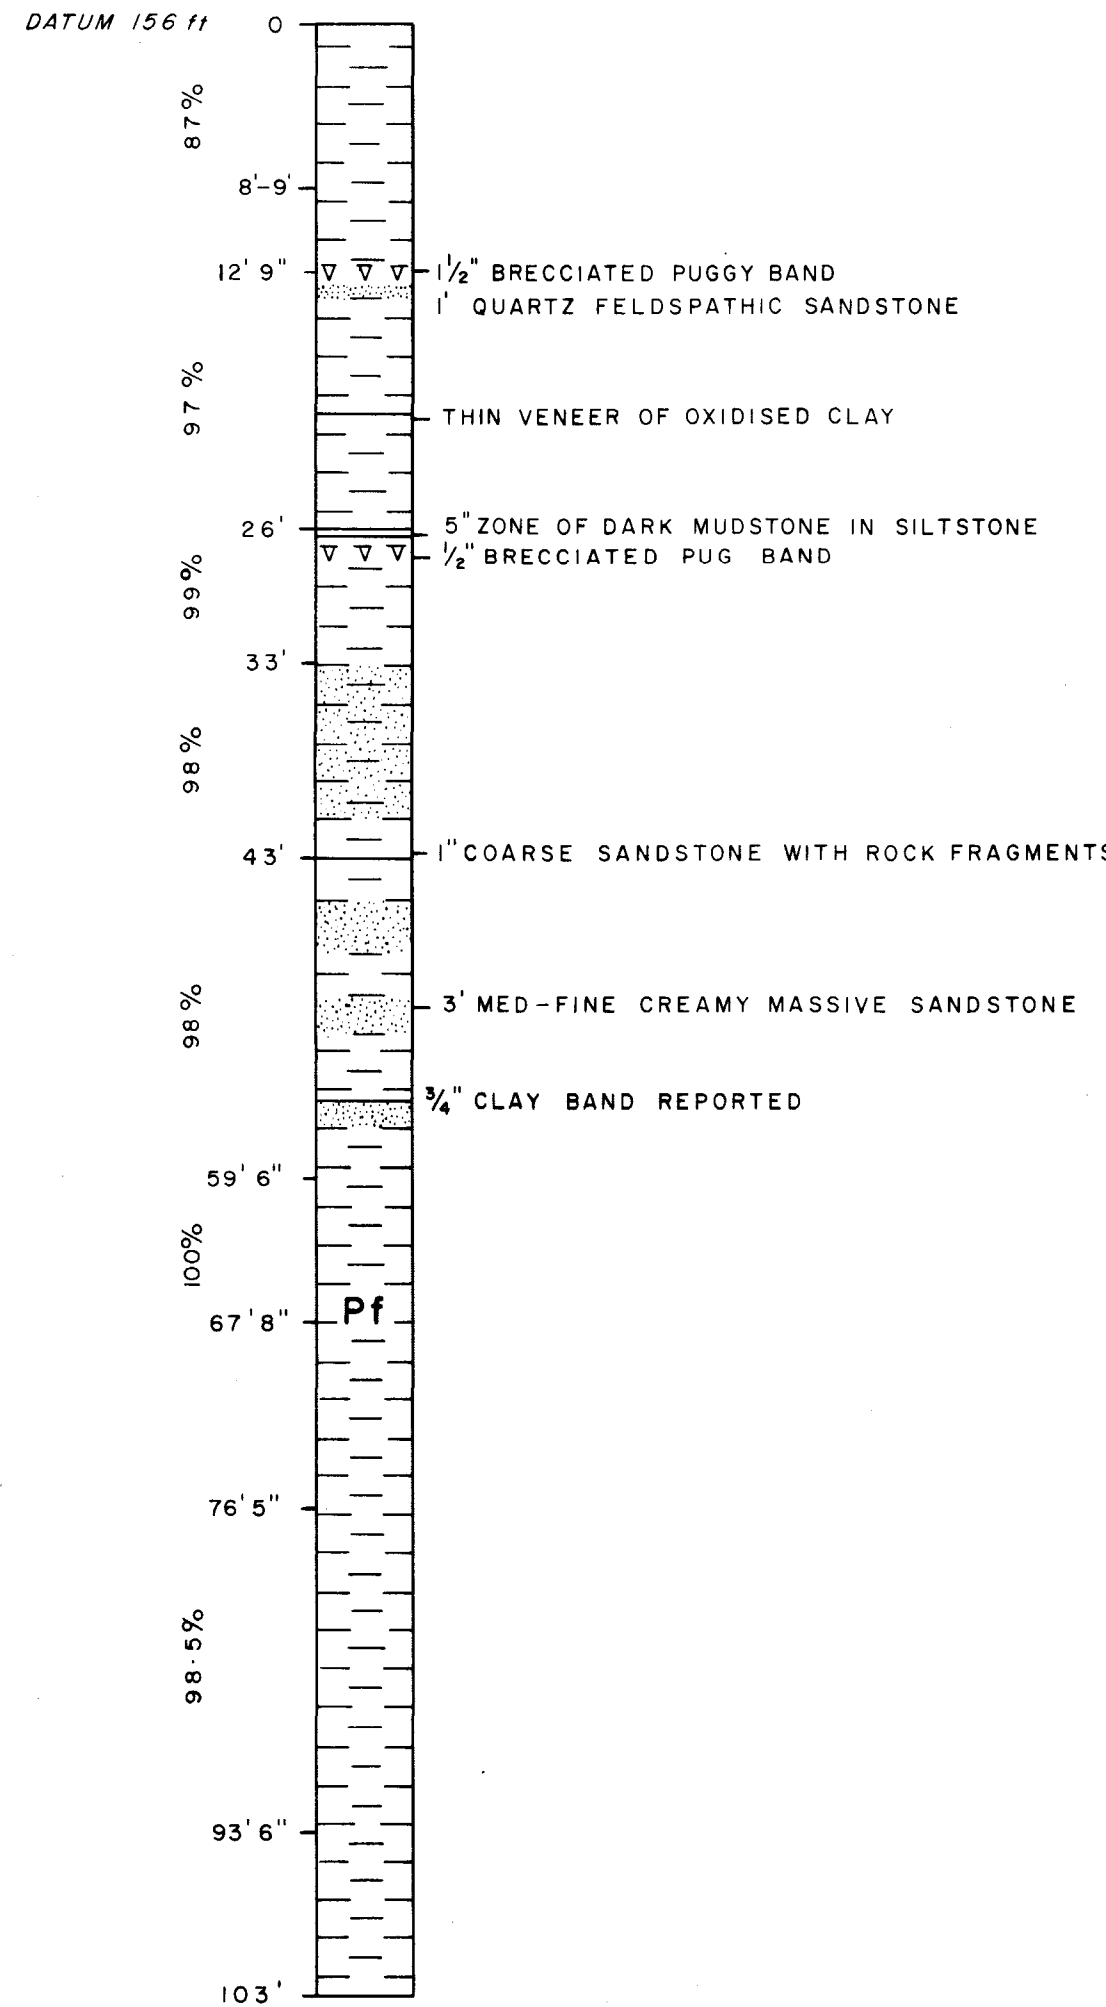 DATUM 156 ft 0
87%
8'-9'
12' 9" 1½" BRECCIATED PUGGY BAND
1' QUARTZ FELDSPATHIC SANDSTONE
97%
THIN VENEER OF OXIDISED CLAY
26' 5" ZONE OF DARK MUDSTONE IN SILTSTONE
½" BRECCIATED PUG BAND
99%
33'
98%
43' 1" COARSE SANDSTONE WITH ROCK FRAGMENTS
98%
3' MED-FINE CREAMY MASSIVE SANDSTONE
¾" CLAY BAND REPORTED
59' 6"
100%
Pf
67' 8"
76' 5"
98·5%
93' 6"
103'